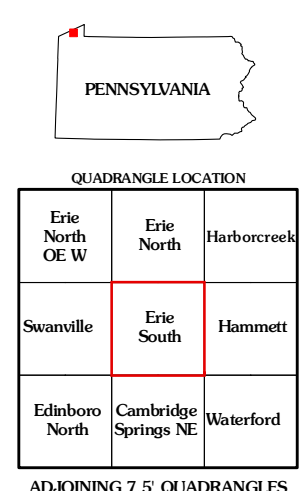 PENNSYLVANIA
QUADRANGLE LOCATION
Erie
North
OE W
Erie
North
Harborcreek
Swanville
Erie
South
Hammett
Edinboro
North
Cambridge
Springs NE
Waterford
ADJOINING 7.5' QUADRANGLES